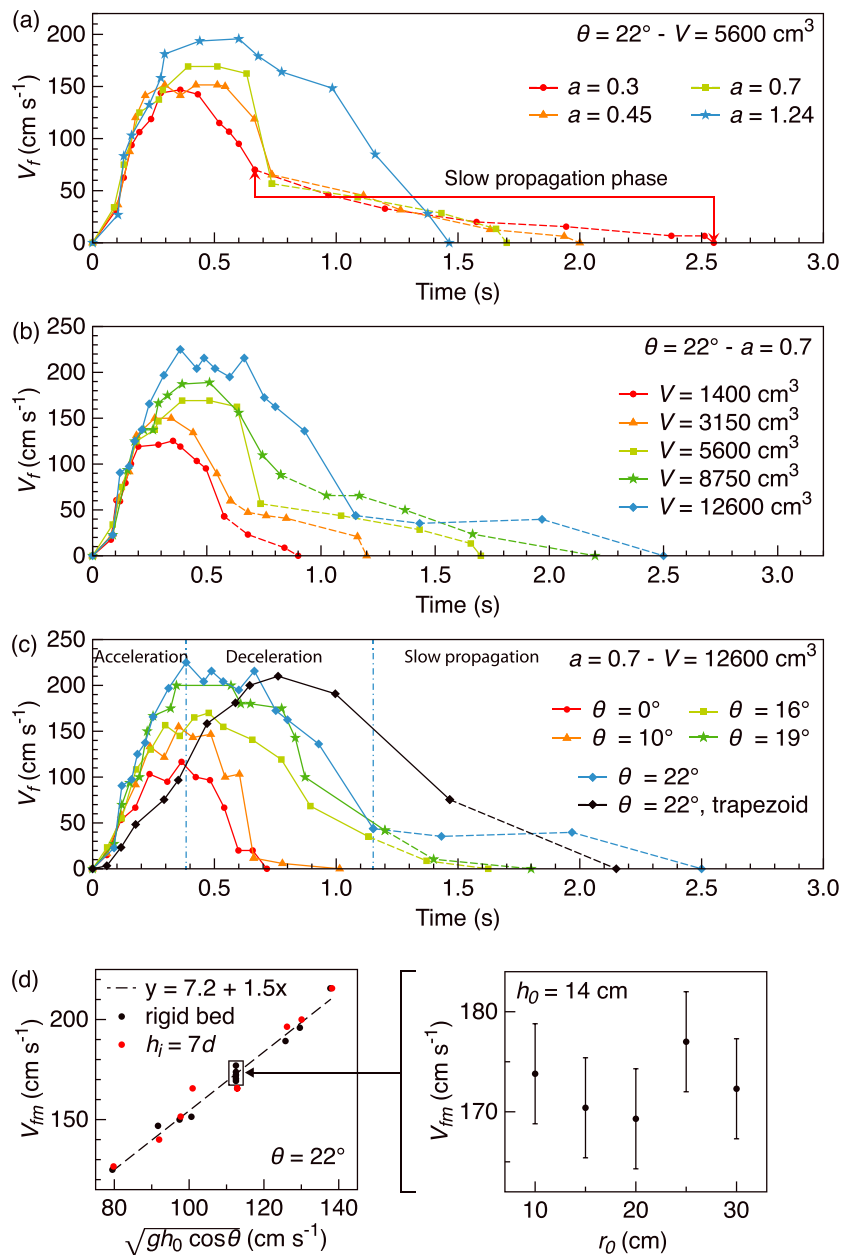 (a)
θ = 22° - V = 5600 cm³
a = 0.3
a = 0.7
a = 0.45
a = 1.24
Slow propagation phase
V_f (cm s⁻¹)
200
150
100
50
0
0 0.5 1.0 1.5 2.0 2.5 3.0
Time (s)
(b)
θ = 22° - a = 0.7
V = 1400 cm³
V = 3150 cm³
V = 5600 cm³
V = 8750 cm³
V = 12600 cm³
V_f (cm s⁻¹)
250
200
150
100
50
0
0 0.5 1.0 1.5 2.0 2.5 3.0
Time (s)
(c)
Acceleration Deceleration Slow propagation
a = 0.7 - V = 12600 cm³
θ = 0°
θ = 16°
θ = 10°
θ = 19°
θ = 22°
θ = 22°, trapezoid
V_f (cm s⁻¹)
250
200
150
100
50
0
0 0.5 1.0 1.5 2.0 2.5 3.0
Time (s)
(d)
y = 7.2 + 1.5x
rigid bed
h_i = 7d
θ = 22°
V_fm (cm s⁻¹)
200
150
80 100 120 140
√gh₀ cosθ (cm s⁻¹)
h₀ = 14 cm
V_fm (cm s⁻¹)
180
170
10 20 30
r₀ (cm)